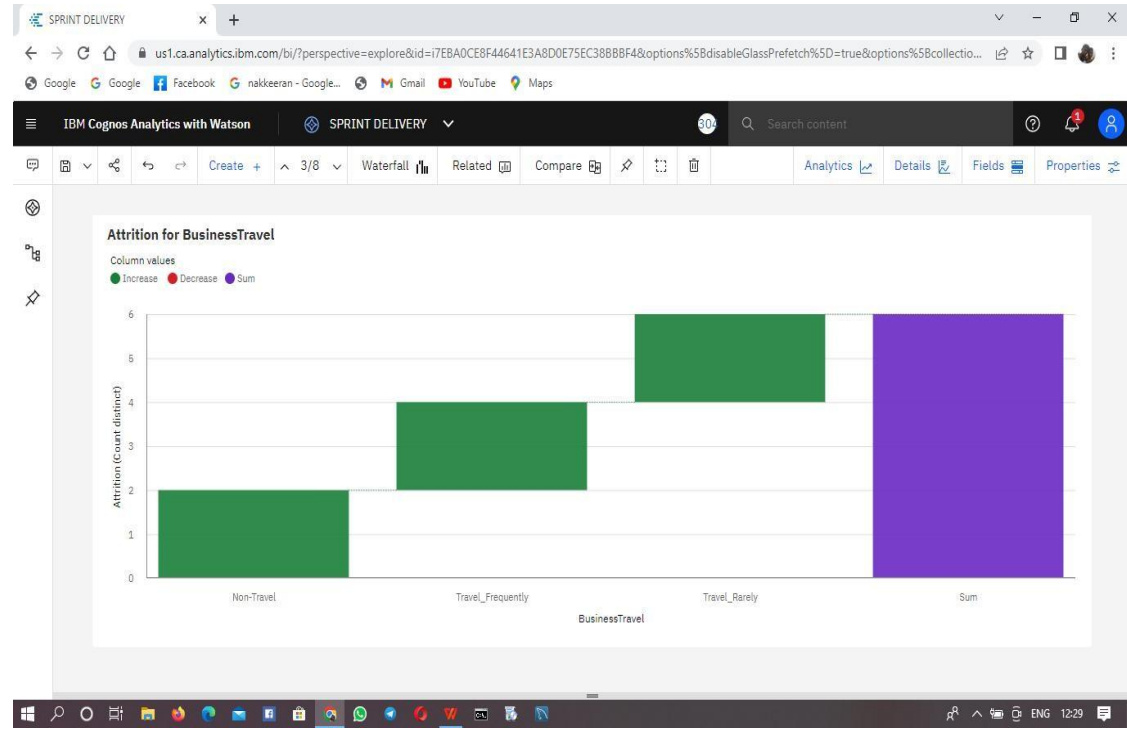 SPRINT DELIVERY
us1.ca.analytics.ibm.com/bi/?perspective=explore&id=i7EBA0CE8F44641E3A8D0E75EC38BBBF4&options%5BdisableGlassPrefetch%5D=true&options%5Bcollectio...
Google Google Facebook nakkeeran - Google... Gmail YouTube Maps
IBM Cognos Analytics with Watson SPRINT DELIVERY 304 Search content
Create + 3/8 Waterfall Related Compare Analytics Details Fields Properties
Attrition for BusinessTravel
Column values
Increase Decrease Sum
6
5
4
3
2
1
0
Attrition (Count distinct)
Non-Travel Travel_Frequently Travel_Rarely Sum
BusinessTravel
ENG 12:29